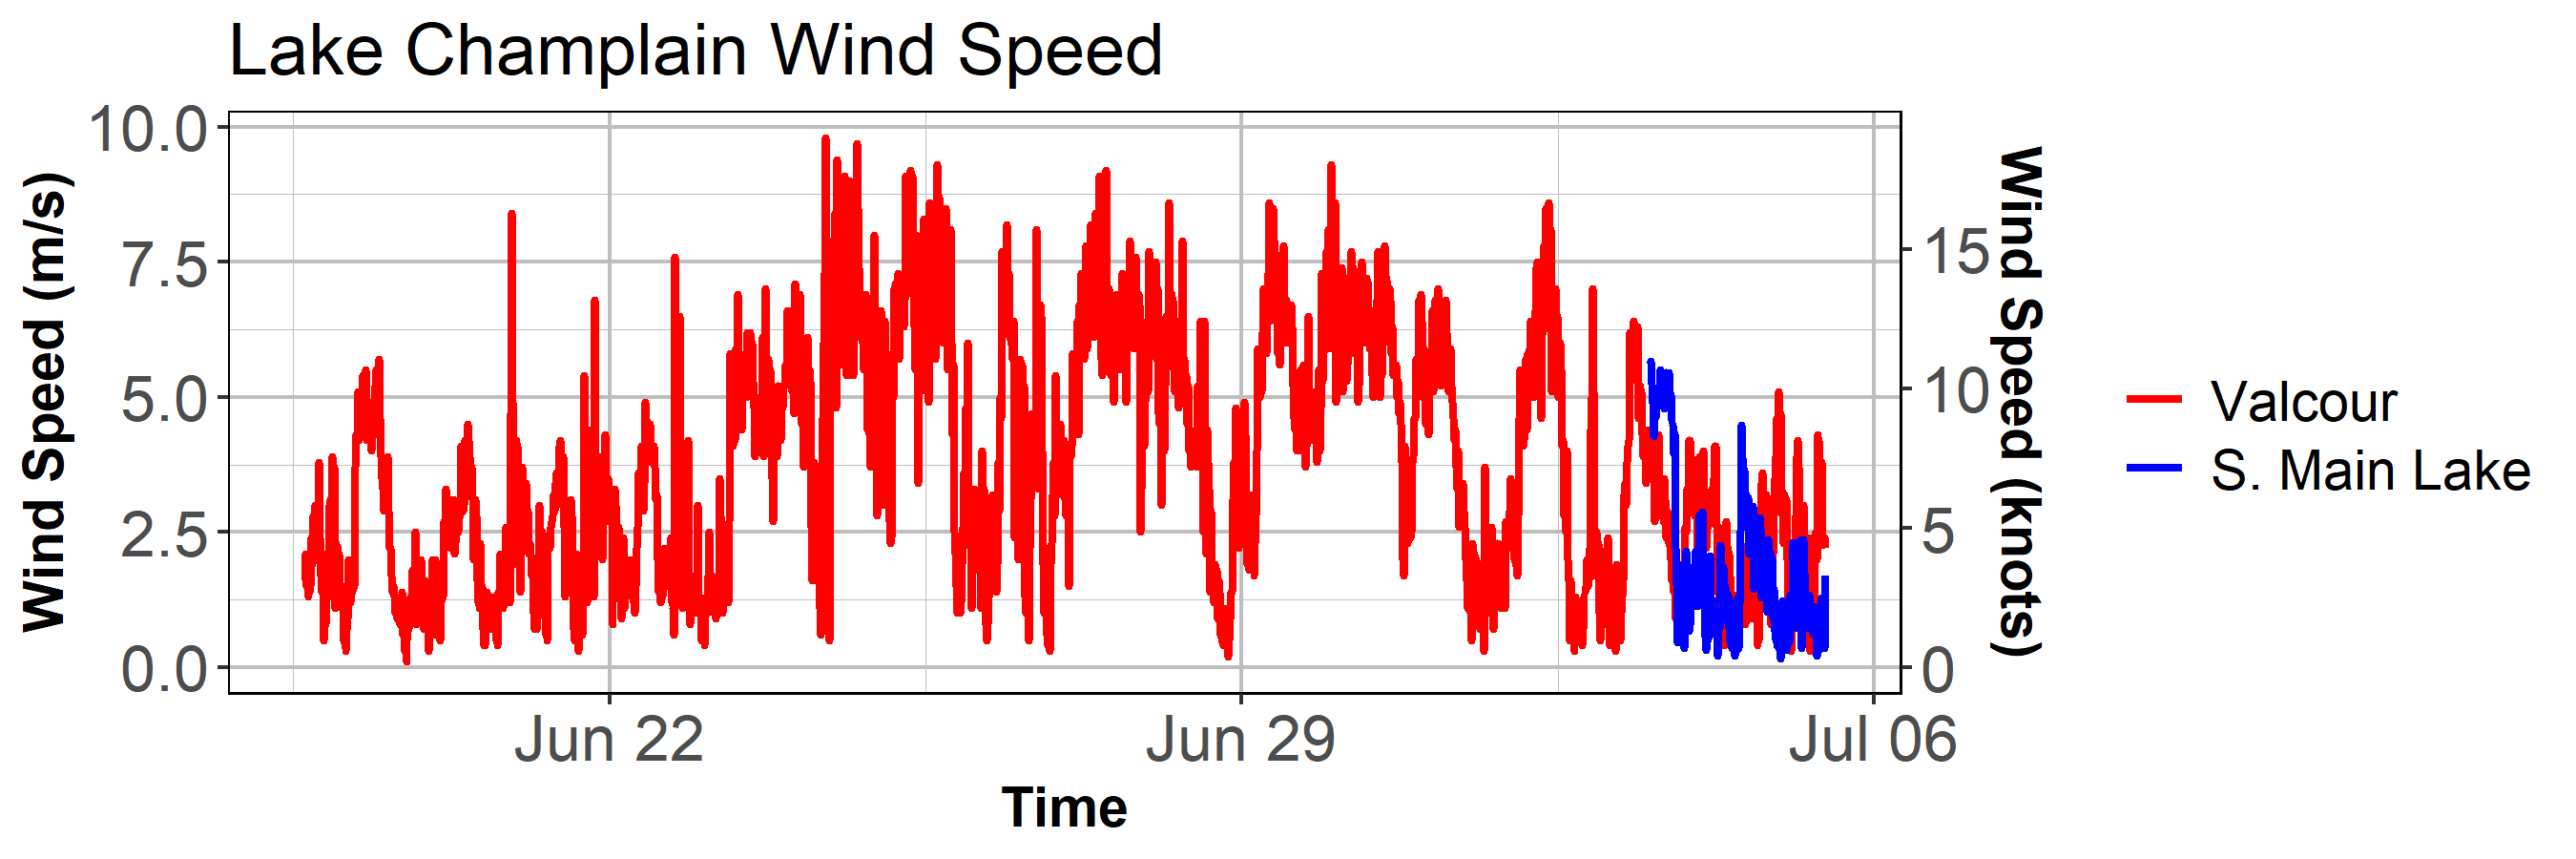 Lake Champlain Wind Speed
Wind Speed (m/s)
10.0
7.5
5.0
2.5
0.0
Wind Speed (knots)
15
10
5
0
Jun 22
Jun 29
Jul 06
Time
Valcour
S. Main Lake